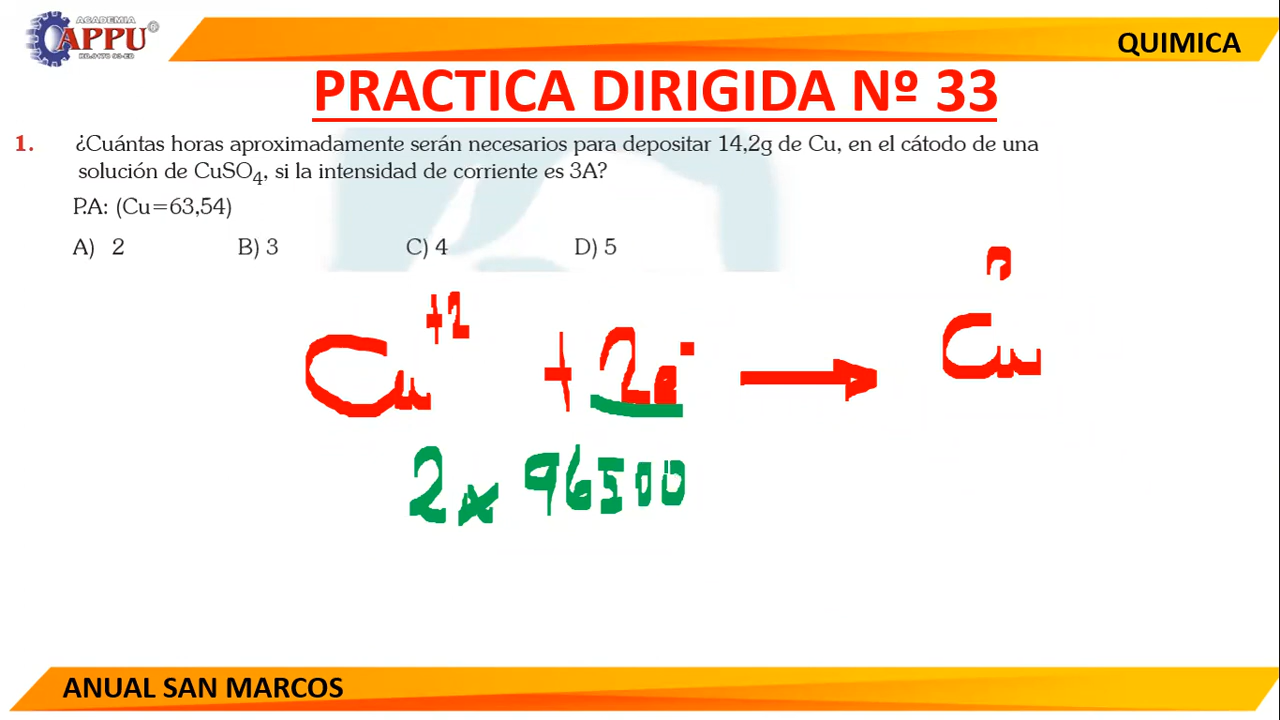 ACADEMIA
APPU®
QUIMICA
PRACTICA DIRIGIDA Nº 33
1. ¿Cuántas horas aproximadamente serán necesarios para depositar 14,2g de Cu, en el cátodo de una
solución de CuSO4, si la intensidad de corriente es 3A?
P.A: (Cu=63,54)
A) 2 B) 3 C) 4 D) 5
Cu+2 + 2e- → Cu
2 x 96500
ANUAL SAN MARCOS